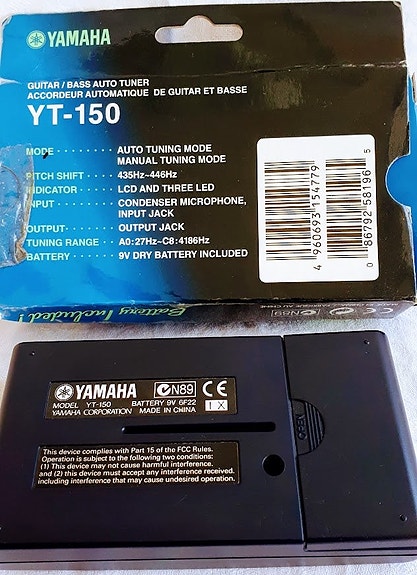 YAMAHA
GUITAR / BASS AUTO TUNER
ACCORDEUR AUTOMATIQUE DE GUITAR ET BASSE
YT-150
MODE · · · · · · · · AUTO TUNING MODE
MANUAL TUNING MODE
PITCH SHIFT · 435Hz~446Hz
INDICATOR · · LCD AND THREE LED
INPUT · · · · · · · CONDENSER MICROPHONE,
INPUT JACK
OUTPUT · · · · · OUTPUT JACK
TUNING RANGE · A0:27Hz~C8:4186Hz
BATTERY · · · · · 9V DRY BATTERY INCLUDED
4 960693 154779
0 86792 58196 5
Battery Included!
N89
YAMAHA
N89 CE
MODEL YT-150 BATTERY 9V 6F22
YAMAHA CORPORATION MADE IN CHINA
1 X
OPEN
This device complies with Part 15 of the FCC Rules.
Operation is subject to the following two conditions:
(1) This device may not cause harmful interference.
and (2) this device must accept any interference received.
including interference that may cause undesired operation.